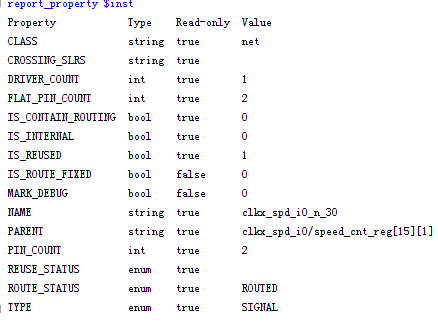 report_property $inst
Property Type Read-only Value
CLASS string true net
CROSSING_SLRS string true
DRIVER_COUNT int true 1
FLAT_PIN_COUNT int true 2
IS_CONTAIN_ROUTING bool true 0
IS_INTERNAL bool true 0
IS_REUSED bool true 1
IS_ROUTE_FIXED bool false 0
MARK_DEBUG bool false 0
NAME string true clkx_spd_i0_n_30
PARENT string true clkx_spd_i0/speed_cnt_reg[15][1]
PIN_COUNT int true 2
REUSE_STATUS enum true
ROUTE_STATUS enum true ROUTED
TYPE enum true SIGNAL